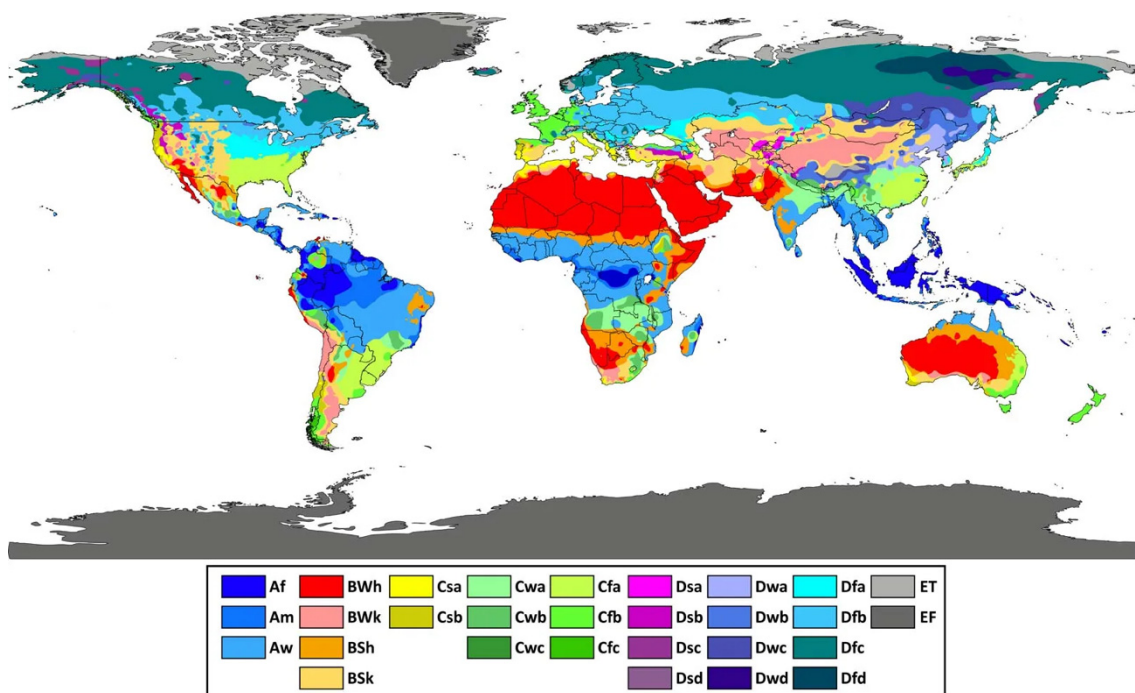 Af BWh Csa Cwa Cfa Dsa Dwa Dfa ET
Am BWk Csb Cwb Cfb Dsb Dwb Dfb EF
Aw BSh Cwc Cfc Dsc Dwc Dfc
BSk Dsd Dwd Dfd